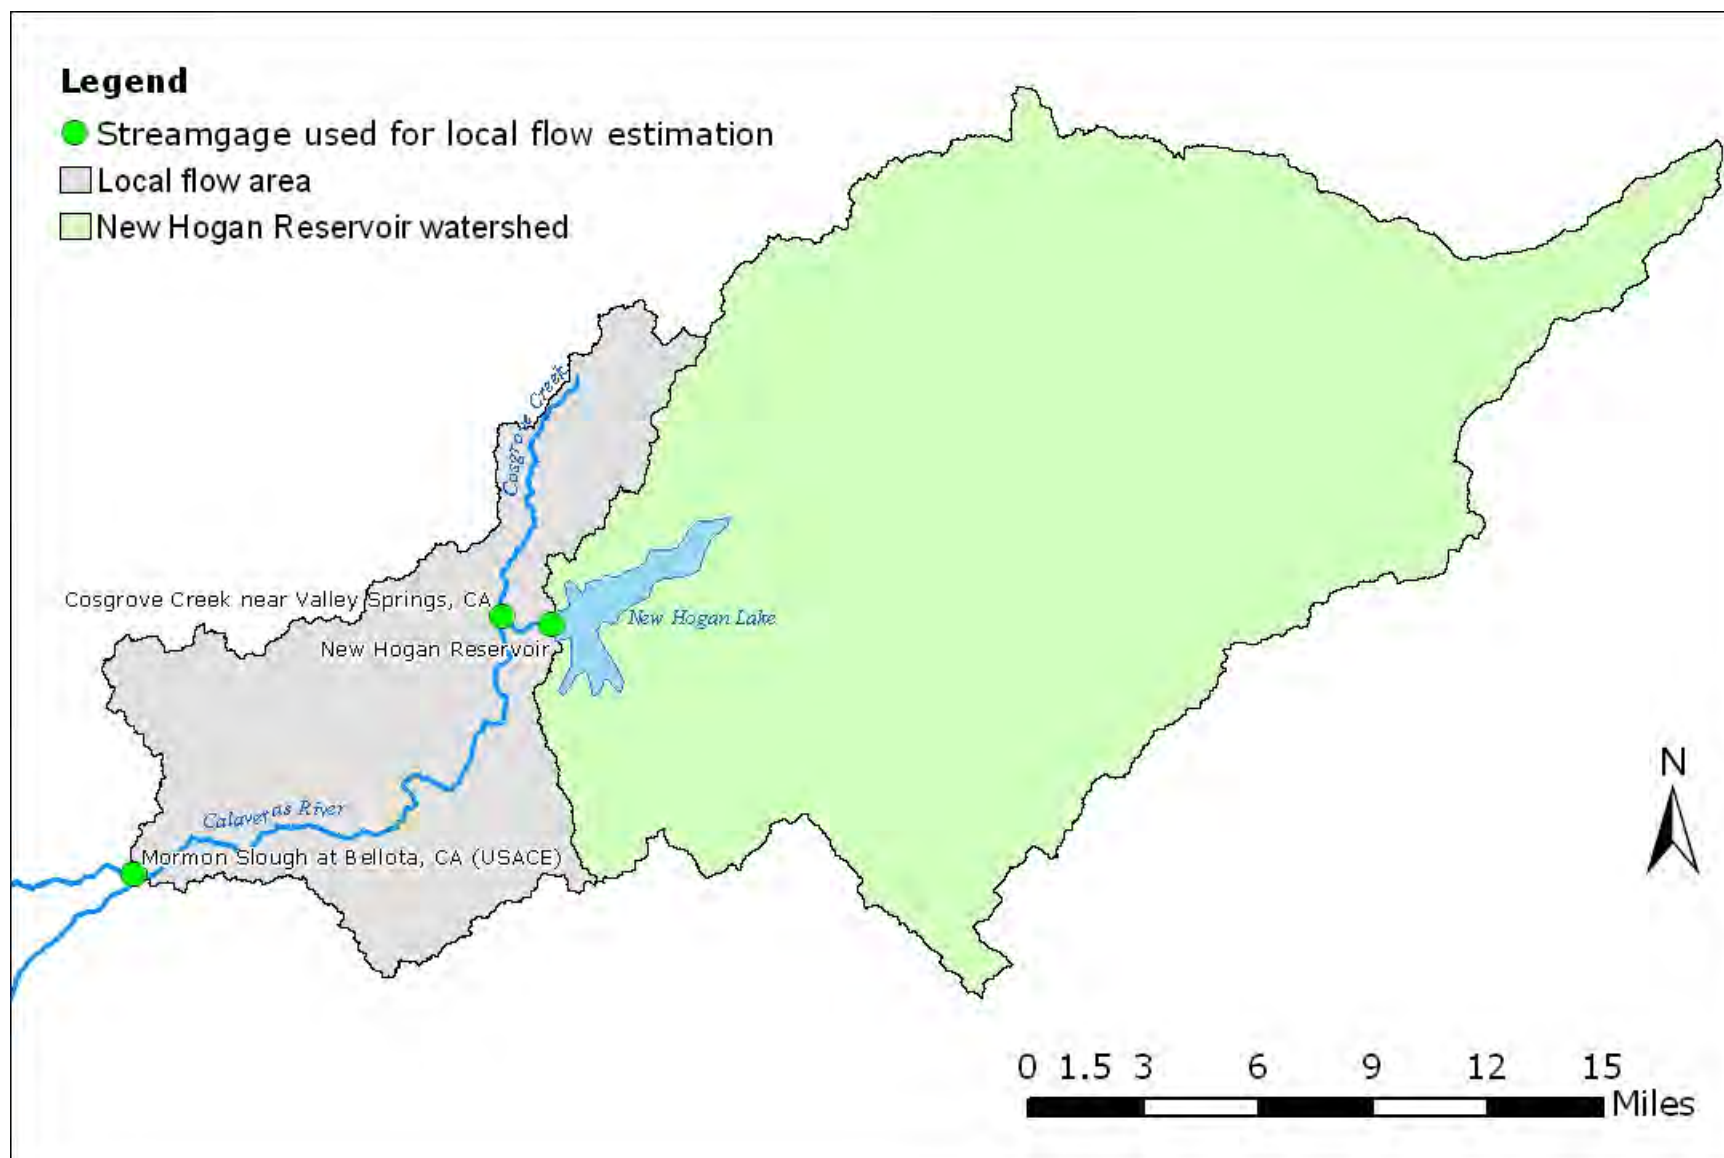 Legend
Streamgage used for local flow estimation
Local flow area
New Hogan Reservoir watershed
Cosgrove Creek
Cosgrove Creek near Valley Springs, CA
New Hogan Lake
New Hogan Reservoir
N
Calaveras River
Mormon Slough at Bellota, CA (USACE)
0 1.5 3 6 9 12 15
Miles